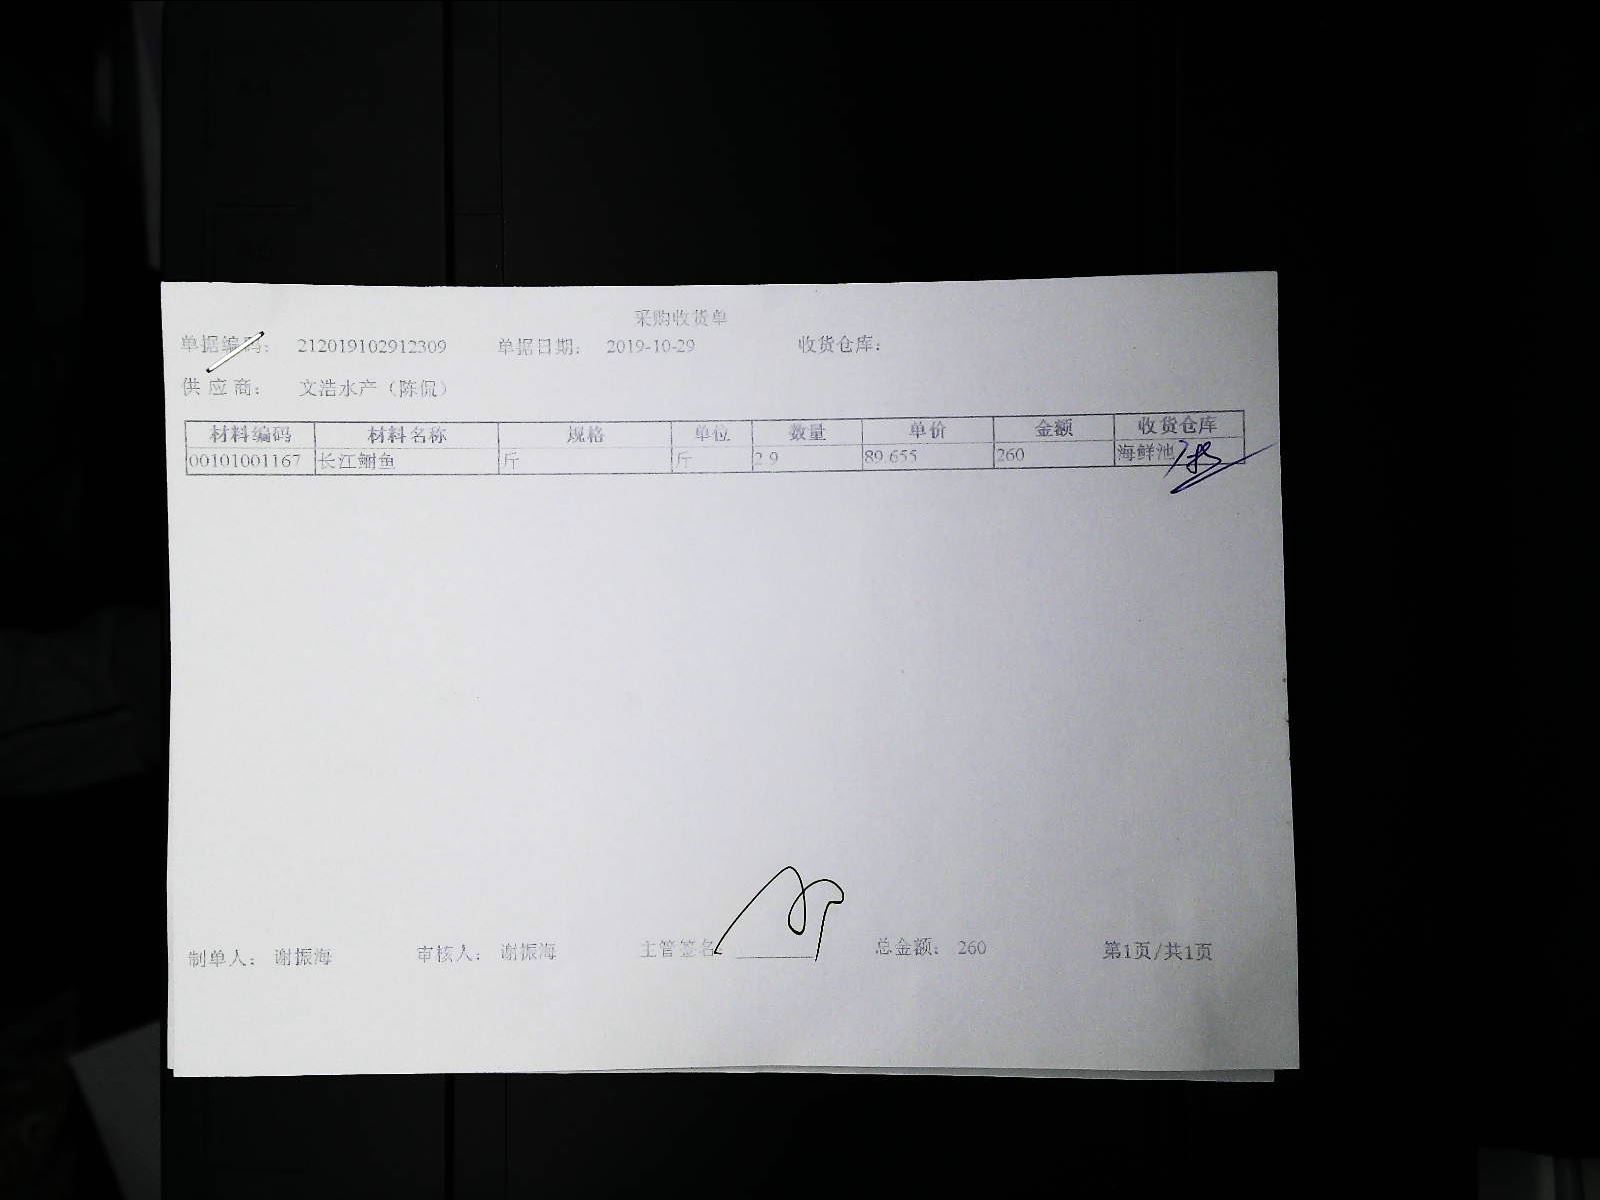 采购收货单
单据编码: 212019102912309 单据日期: 2019-10-29 收货仓库:
供应商: 文浩水产（陈侃）
材料编码 材料名称 规格 单位 数量 单价 金额 收货仓库
00101001167 长江鮰鱼 斤 斤 2.9 89.655 260 海鲜池
制单人: 谢振海 审核人: 谢振海 主管签名: 总金额: 260 第1页/共1页